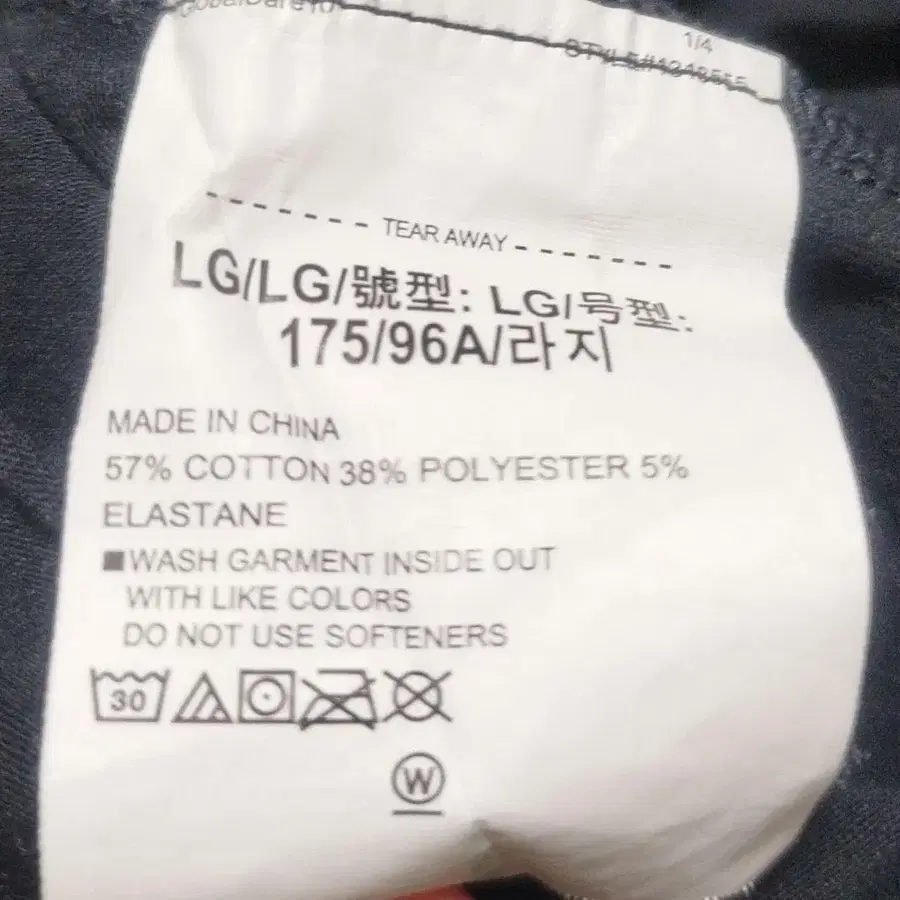 1/4
TEAR AWAY
LG/LG/號型: LG/号型:
175/96A/라지
MADE IN CHINA
57% COTTON 38% POLYESTER 5%
ELASTANE
■WASH GARMENT INSIDE OUT
WITH LIKE COLORS
DO NOT USE SOFTENERS
30
W